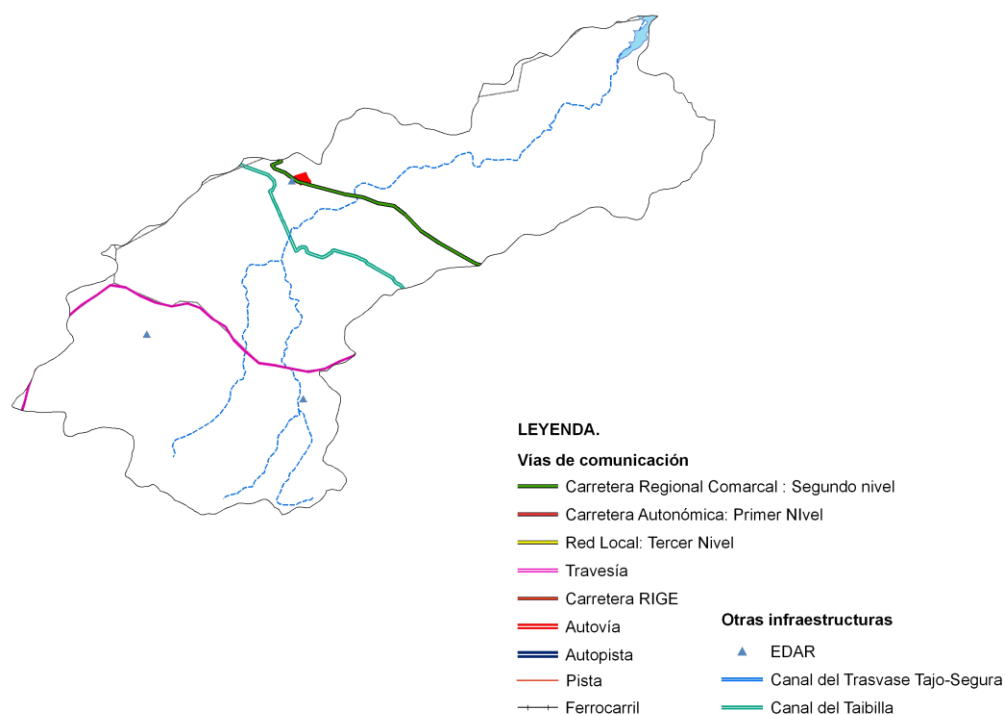 LEYENDA.
Vías de comunicación
Carretera Regional Comarcal : Segundo nivel
Carretera Autonómica: Primer NIvel
Red Local: Tercer Nivel
Travesía
Carretera RIGE
Autovía
Autopista
Pista
Ferrocarril
Otras infraestructuras
EDAR
Canal del Trasvase Tajo-Segura
Canal del Taibilla